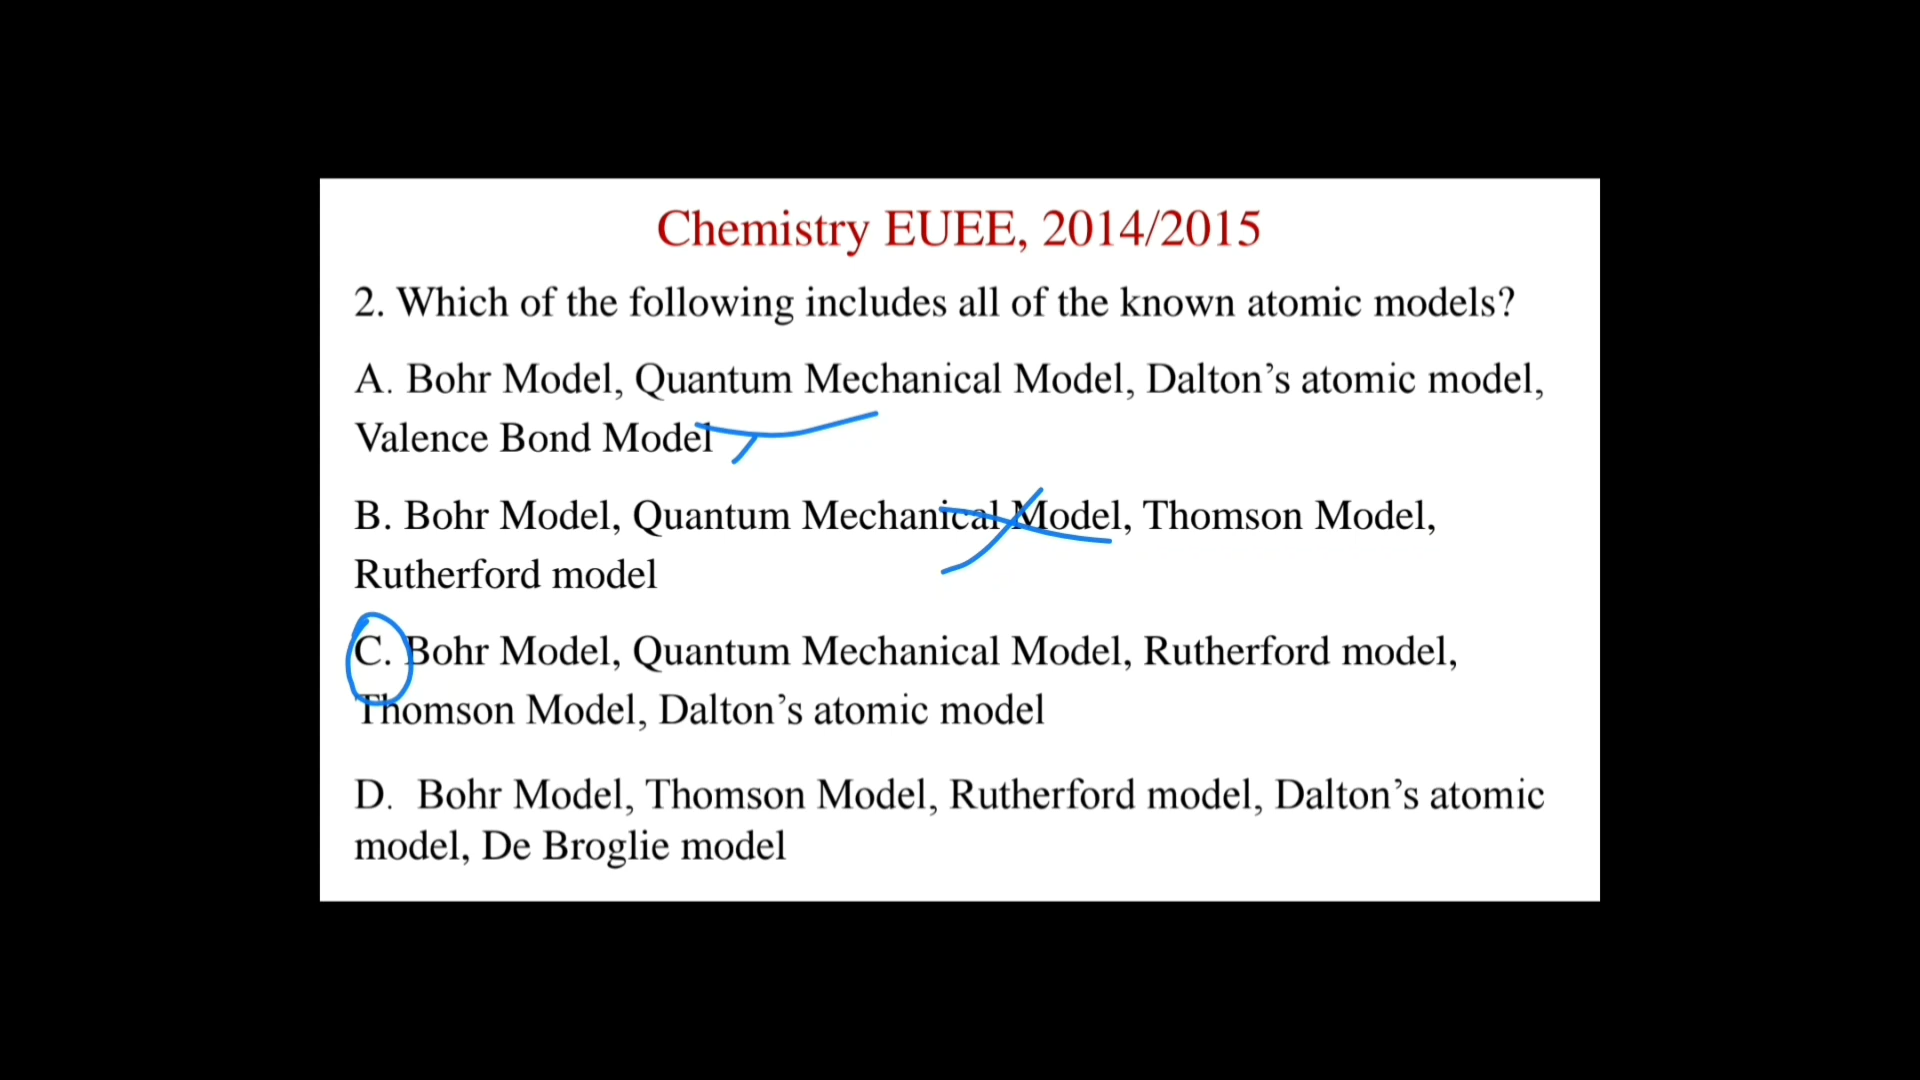 Chemistry EUEE, 2014/2015
2. Which of the following includes all of the known atomic models?
A. Bohr Model, Quantum Mechanical Model, Dalton’s atomic model,
Valence Bond Model
B. Bohr Model, Quantum Mechanical Model, Thomson Model,
Rutherford model
C. Bohr Model, Quantum Mechanical Model, Rutherford model,
Thomson Model, Dalton’s atomic model
D. Bohr Model, Thomson Model, Rutherford model, Dalton’s atomic
model, De Broglie model